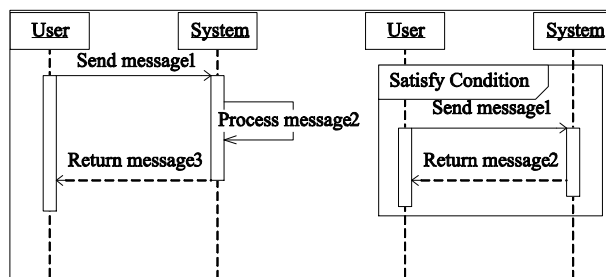 User
System
User
System
Send message1
Satisfy Condition
Send message1
Process message2
Return message3
Return message2